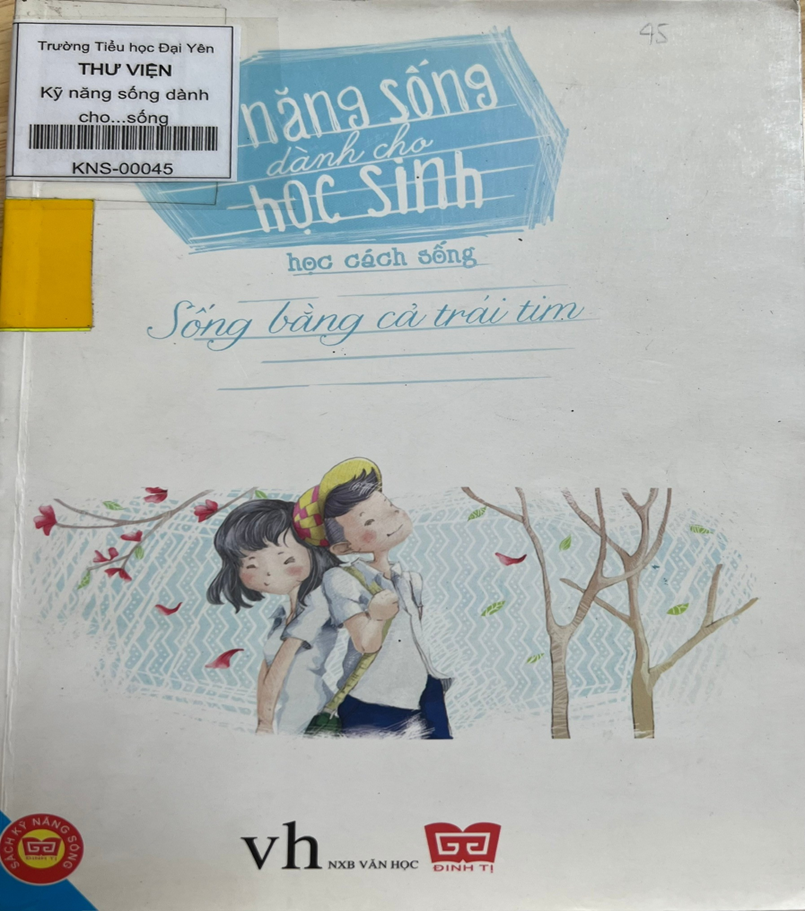 Trường Tiểu học Đại Yên
THƯ VIỆN
Kỹ năng sống dành
cho...sống
KNS-00045
45
năng sống
dành cho
học sinh
học cách sống
Sống bằng cả trái tim
SÁCH KỸ NĂNG SỐNG
ĐINH TỊ
vh NXB VĂN HỌC
ĐINH TỊ